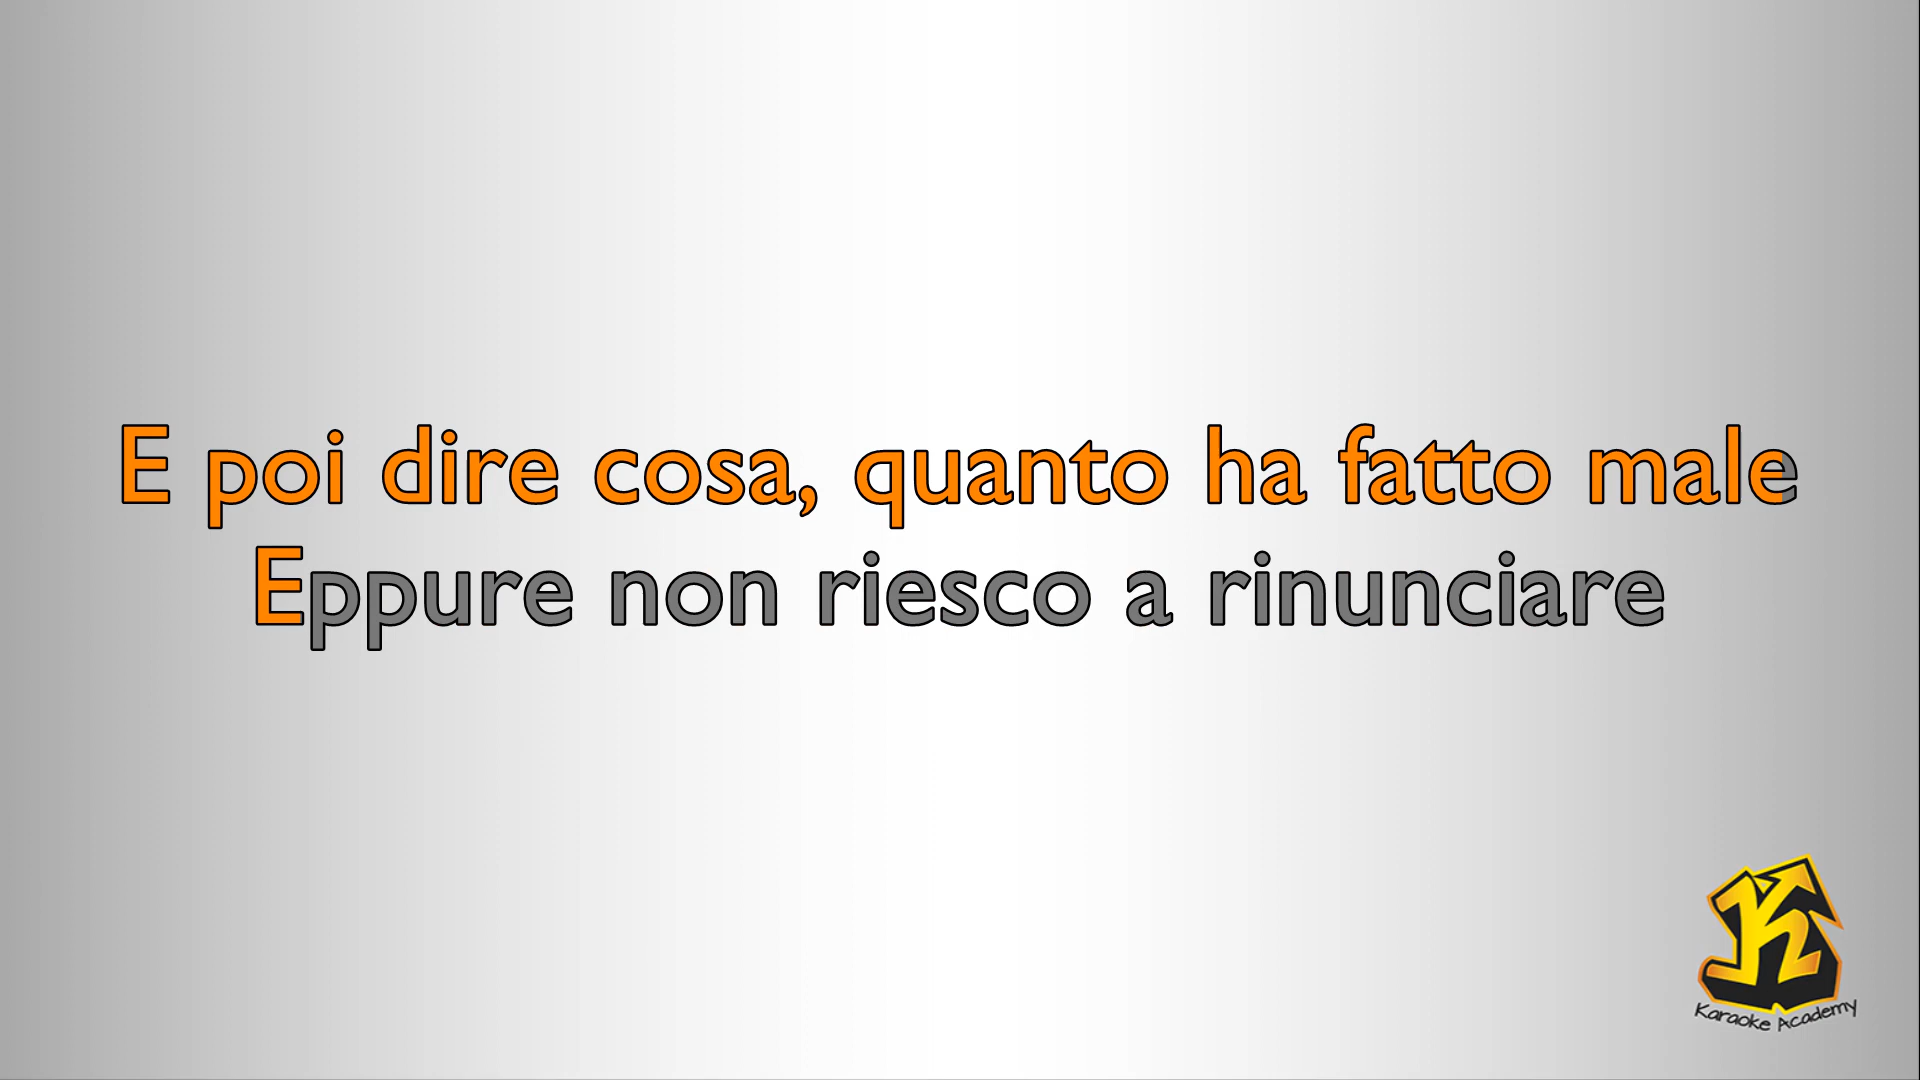 E poi dire cosa, quanto ha fatto male
Eppure non riesco a rinunciare
K
Karaoke Academy